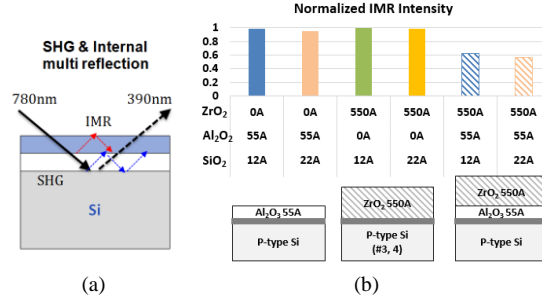 SHG & Internal
multi reflection
780nm
390nm
IMR
SHG
Si
(a)
Normalized IMR Intensity
1
0.8
0.6
0.4
0.2
0
ZrO₂ 0A 0A 550A 550A 550A 550A
Al₂O₂ 55A 55A 0A 0A 55A 55A
SiO₂ 12A 22A 12A 22A 12A 22A
Al₂O₃ 55A
P-type Si
ZrO₂ 550A
P-type Si
(#3, 4)
ZrO₂ 550A
Al₂O₃ 55A
P-type Si
(b)